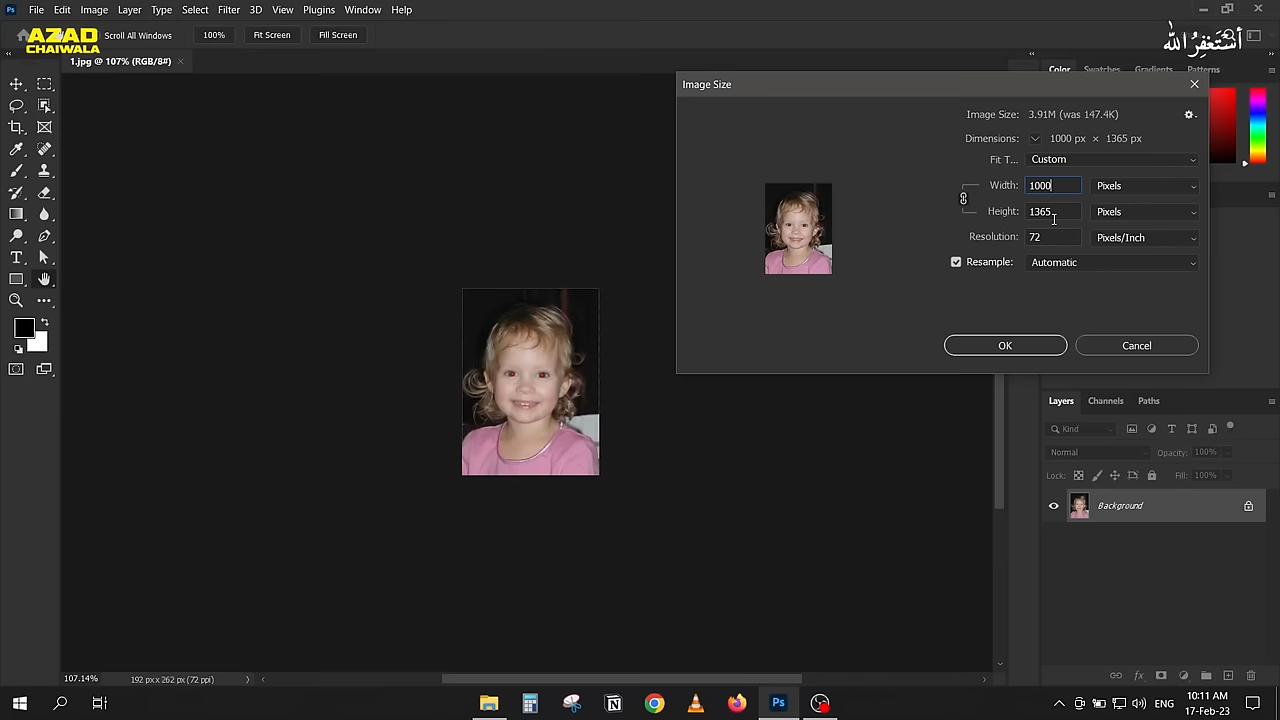 File Edit Image Layer Type Select Filter 3D View Plugins Window Help
AZAD
CHAIWALA
Scroll All Windows 100% Fit Screen Fill Screen
أستغفر الله
1.jpg @ 107% (RGB/8#)
Color Swatches Gradients Patterns
Image Size
Image Size: 3.91M (was 147.4K)
Dimensions: 1000 px × 1365 px
Fit T... Custom
Width: 1000 Pixels
Height: 1365 Pixels
Resolution: 72 Pixels/Inch
Resample: Automatic
OK Cancel
Layers Channels Paths
Kind
Normal Opacity: 100%
Lock: Fill: 100%
Background
fx
107.14% 192 px x 262 px (72 ppi)
Ps
ENG
10:11 AM
17-Feb-23